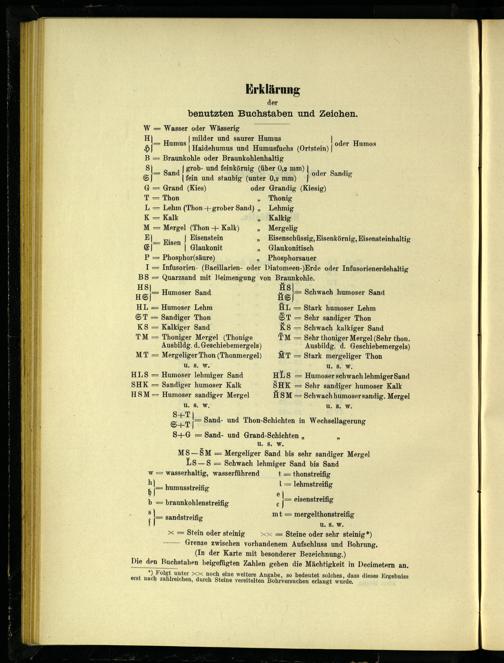 Erklärung
der
benutzten Buchstaben und Zeichen.
W = Wasser oder Wässerig
H
ℌ } = Humus { milder und saurer Humus
Haidehumus und Humusfuchs (Ortstein) } oder Humos
B = Braunkohle oder Braunkohlenhaltig
S
𝔖 } = Sand { grob- und feinkörnig (über 0,2 mm)
fein und staubig (unter 0,2 mm) } oder Sandig
G = Grand (Kies) oder Grandig (Kiesig)
T = Thon „ Thonig
L = Lehm (Thon + grober Sand) „ Lehmig
K = Kalk „ Kalkig
M = Mergel (Thon + Kalk) „ Mergelig
E
𝔈 } = Eisen { Eisenstein „ Eisenschüssig, Eisenkörnig, Eisensteinhaltig
Glaukonit „ Glaukonitisch
P = Phosphor(säure) „ Phosphorsauer
I = Infusorien- (Bacillarien- oder Diatomeen-)Erde oder Infusorienerdehaltig
BS = Quarzsand mit Beimengung von Braunkohle.
HS
H𝔖 } = Humoser Sand H̄S
H̄𝔖 } = Schwach humoser Sand
HL = Humoser Lehm H̄L = Stark humoser Lehm
𝔖T = Sandiger Thon 𝔖̄T = Sehr sandiger Thon
KS = Kalkiger Sand K̆S = Schwach kalkiger Sand
TM = Thoniger Mergel (Thonige T̄M = Sehr thoniger Mergel (Sehr thon.
Ausbildg. d. Geschiebemergels) Ausbildg. d. Geschiebemergels)
MT = Mergeliger Thon (Thonmergel) M̄T = Stark mergeliger Thon
u. s. w. u. s. w.
HLS = Humoser lehmiger Sand HL̆S = Humoser schwach lehmiger Sand
SHK = Sandiger humoser Kalk S̄HK = Sehr sandiger humoser Kalk
HSM = Humoser sandiger Mergel H̆SM = Schwach humoser sandig. Mergel
u. s. w. u. s. w.
S+T
𝔖+T } = Sand- und Thon-Schichten in Wechsellagerung
S+G = Sand- und Grand-Schichten „ „
u. s. w.
MS – S̄M = Mergeliger Sand bis sehr sandiger Mergel
L̆S – S = Schwach lehmiger Sand bis Sand
w = wasserhaltig, wasserführend t = thonstreifig
h
𝔥 } = humusstreifig l = lehmstreifig
b = braunkohlenstreifig e
𝔢 } = eisenstreifig
s
ſ } = sandstreifig mt = mergelthonstreifig
u. s. w.
× = Stein oder steinig ×× = Steine oder sehr steinig*)
—— Grenze zwischen vorhandenem Aufschluss und Bohrung.
(In der Karte mit besonderer Bezeichnung.)
Die den Buchstaben beigefügten Zahlen geben die Mächtigkeit in Decimetern an.
*) Folgt unter ×× noch eine weitere Angabe, so bedeutet solches, dass dieses Ergebniss
erst nach zahlreichen, durch Steine vereitelten Bohrversuchen erlangt wurde.